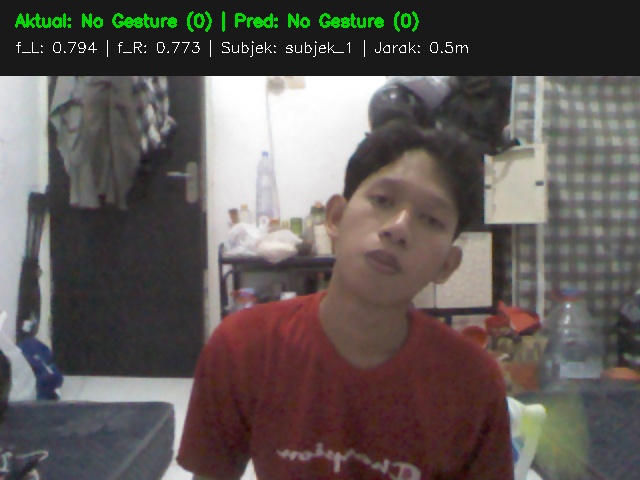 Aktual: No Gesture (0) | Pred: No Gesture (0)
f_L: 0.794 | f_R: 0.773 | Subjek: subjek_1 | Jarak: 0.5m
Champion